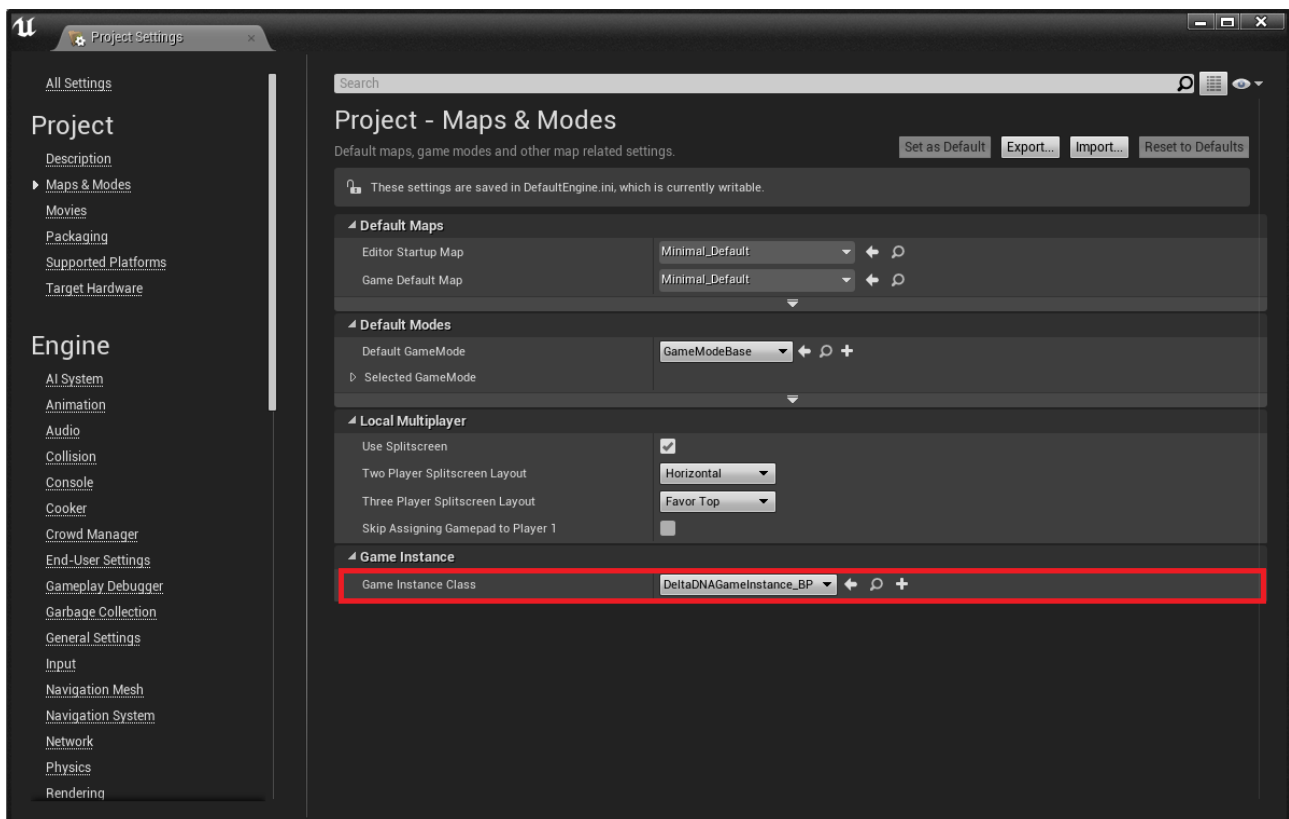 Project Settings
All Settings
Project
Description
Maps & Modes
Movies
Packaging
Supported Platforms
Target Hardware
Engine
AI System
Animation
Audio
Collision
Console
Cooker
Crowd Manager
End-User Settings
Gameplay Debugger
Garbage Collection
General Settings
Input
Navigation Mesh
Navigation System
Network
Physics
Rendering
Search
Project - Maps & Modes
Default maps, game modes and other map related settings.
Set as Default Export... Import... Reset to Defaults
These settings are saved in DefaultEngine.ini, which is currently writable.
Default Maps
Editor Startup Map Minimal_Default
Game Default Map Minimal_Default
Default Modes
Default GameMode GameModeBase
Selected GameMode
Local Multiplayer
Use Splitscreen
Two Player Splitscreen Layout Horizontal
Three Player Splitscreen Layout Favor Top
Skip Assigning Gamepad to Player 1
Game Instance
Game Instance Class DeltaDNAGameInstance_BP